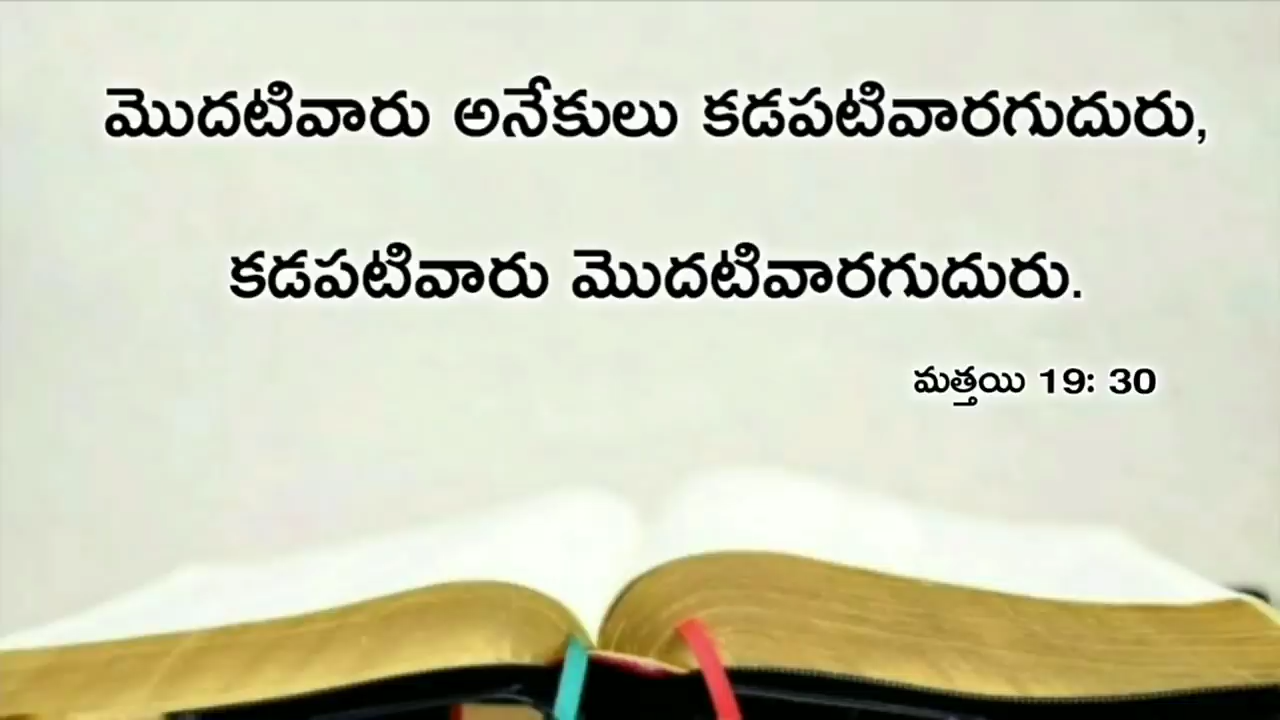 మొదటివారు అనేకులు కడపటివారగుదురు,
కడపటివారు మొదటివారగుదురు.
మత్తయి 19: 30